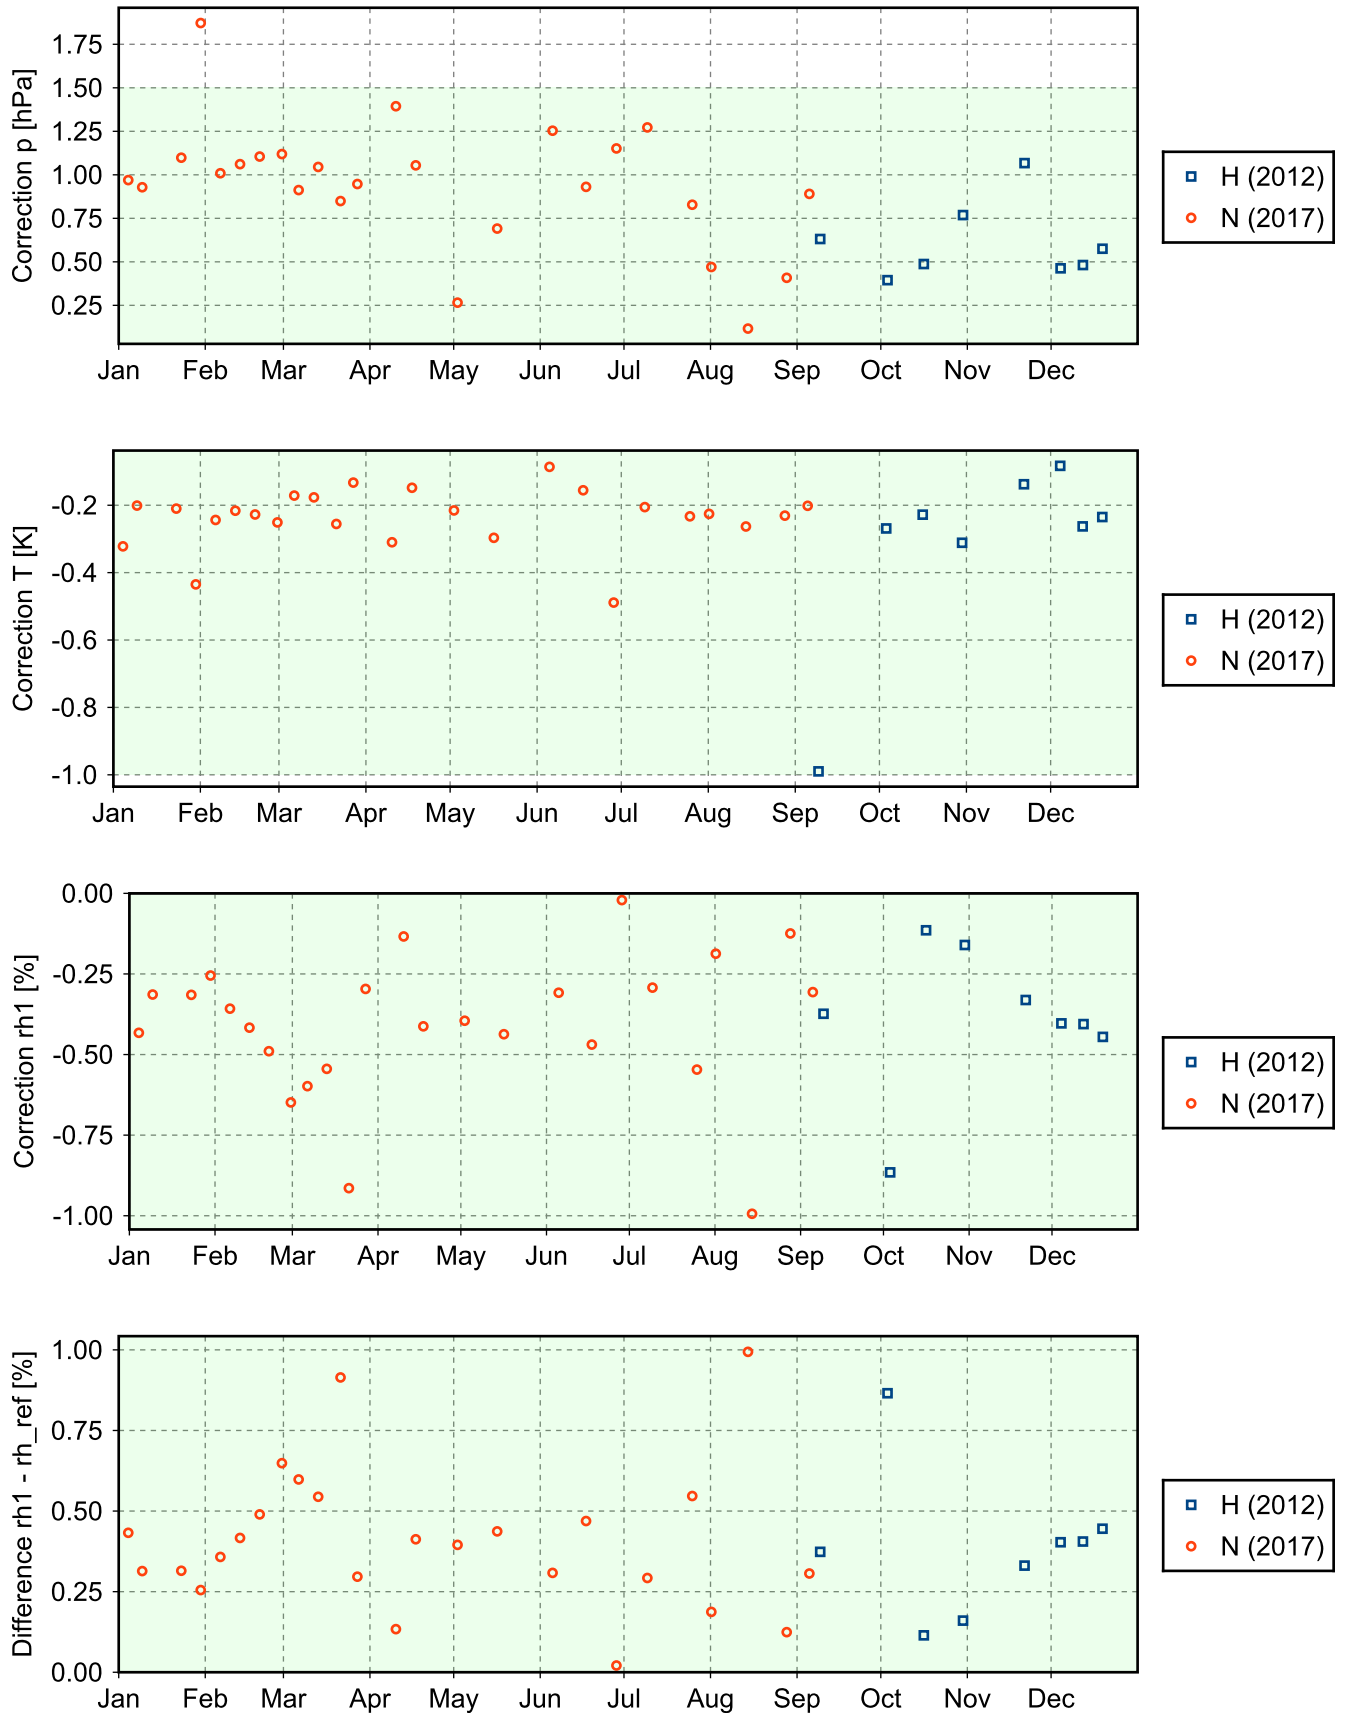 Correction p [hPa]
1.75
1.50
1.25
1.00
0.75
0.50
0.25
Jan Feb Mar Apr May Jun Jul Aug Sep Oct Nov Dec
H (2012)
N (2017)
Correction T [K]
-0.2
-0.4
-0.6
-0.8
-1.0
Jan Feb Mar Apr May Jun Jul Aug Sep Oct Nov Dec
H (2012)
N (2017)
Correction rh1 [%]
0.00
-0.25
-0.50
-0.75
-1.00
Jan Feb Mar Apr May Jun Jul Aug Sep Oct Nov Dec
H (2012)
N (2017)
Difference rh1 - rh_ref [%]
1.00
0.75
0.50
0.25
0.00
Jan Feb Mar Apr May Jun Jul Aug Sep Oct Nov Dec
H (2012)
N (2017)